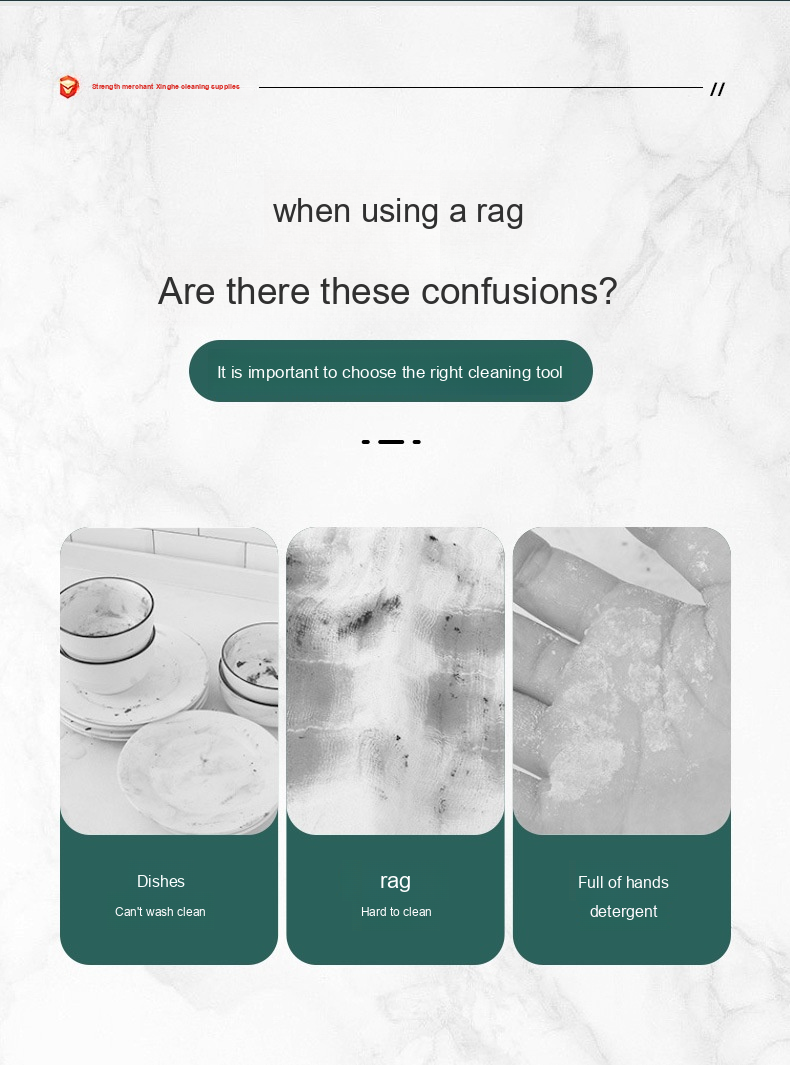 Strength merchant Xinghe cleaning supplies
//
when using a rag
Are there these confusions?
It is important to choose the right cleaning tool
Dishes
Can't wash clean
rag
Hard to clean
Full of hands
detergent